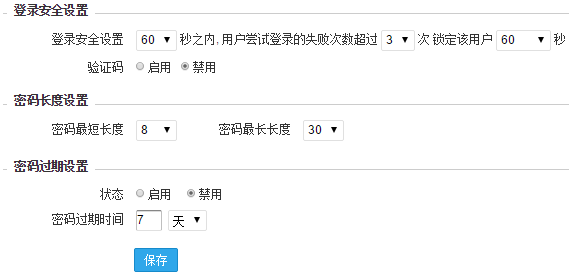 登录安全设置
登录安全设置 60 秒之内, 用户尝试登录的失败次数超过 3 次 锁定该用户 60 秒
验证码 启用 禁用
密码长度设置
密码最短长度 8 密码最长长度 30
密码过期设置
状态 启用 禁用
密码过期时间 7 天
保存